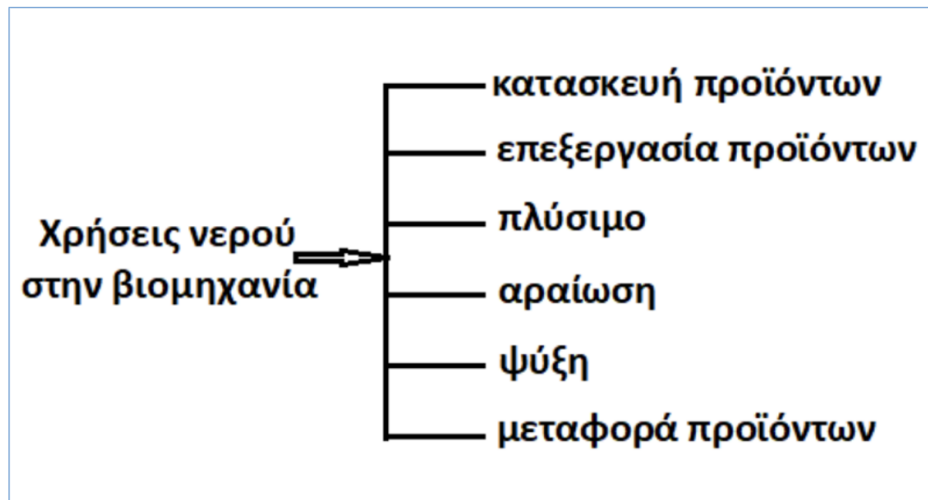 Χρήσεις νερού
στην βιομηχανία
κατασκευή προϊόντων
επεξεργασία προϊόντων
πλύσιμο
αραίωση
ψύξη
μεταφορά προϊόντων